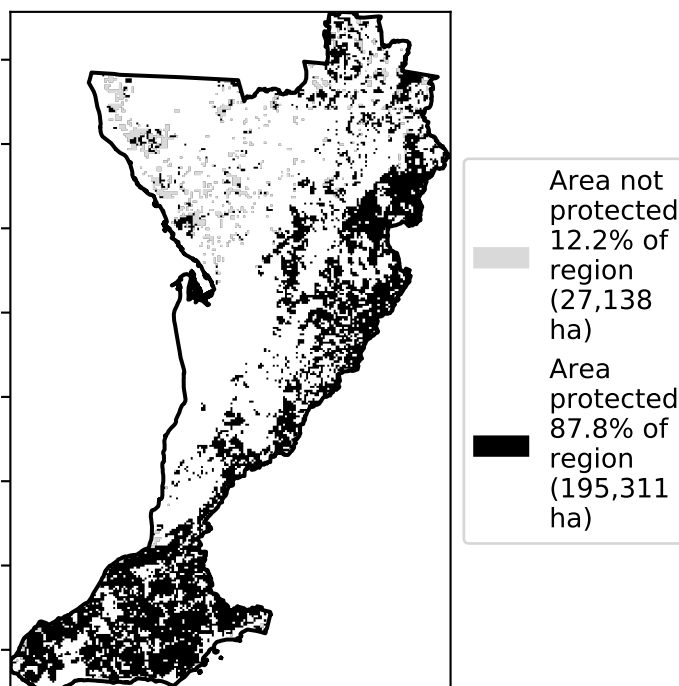 Area not
protected
12.2% of
region
(27,138
ha)
Area
protected
87.8% of
region
(195,311
ha)